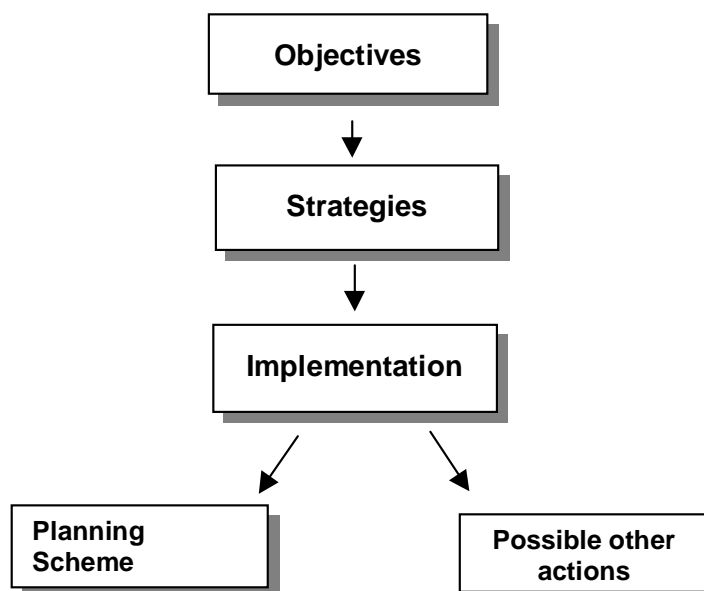 Objectives
Strategies
Implementation
Planning
Scheme
Possible other
actions